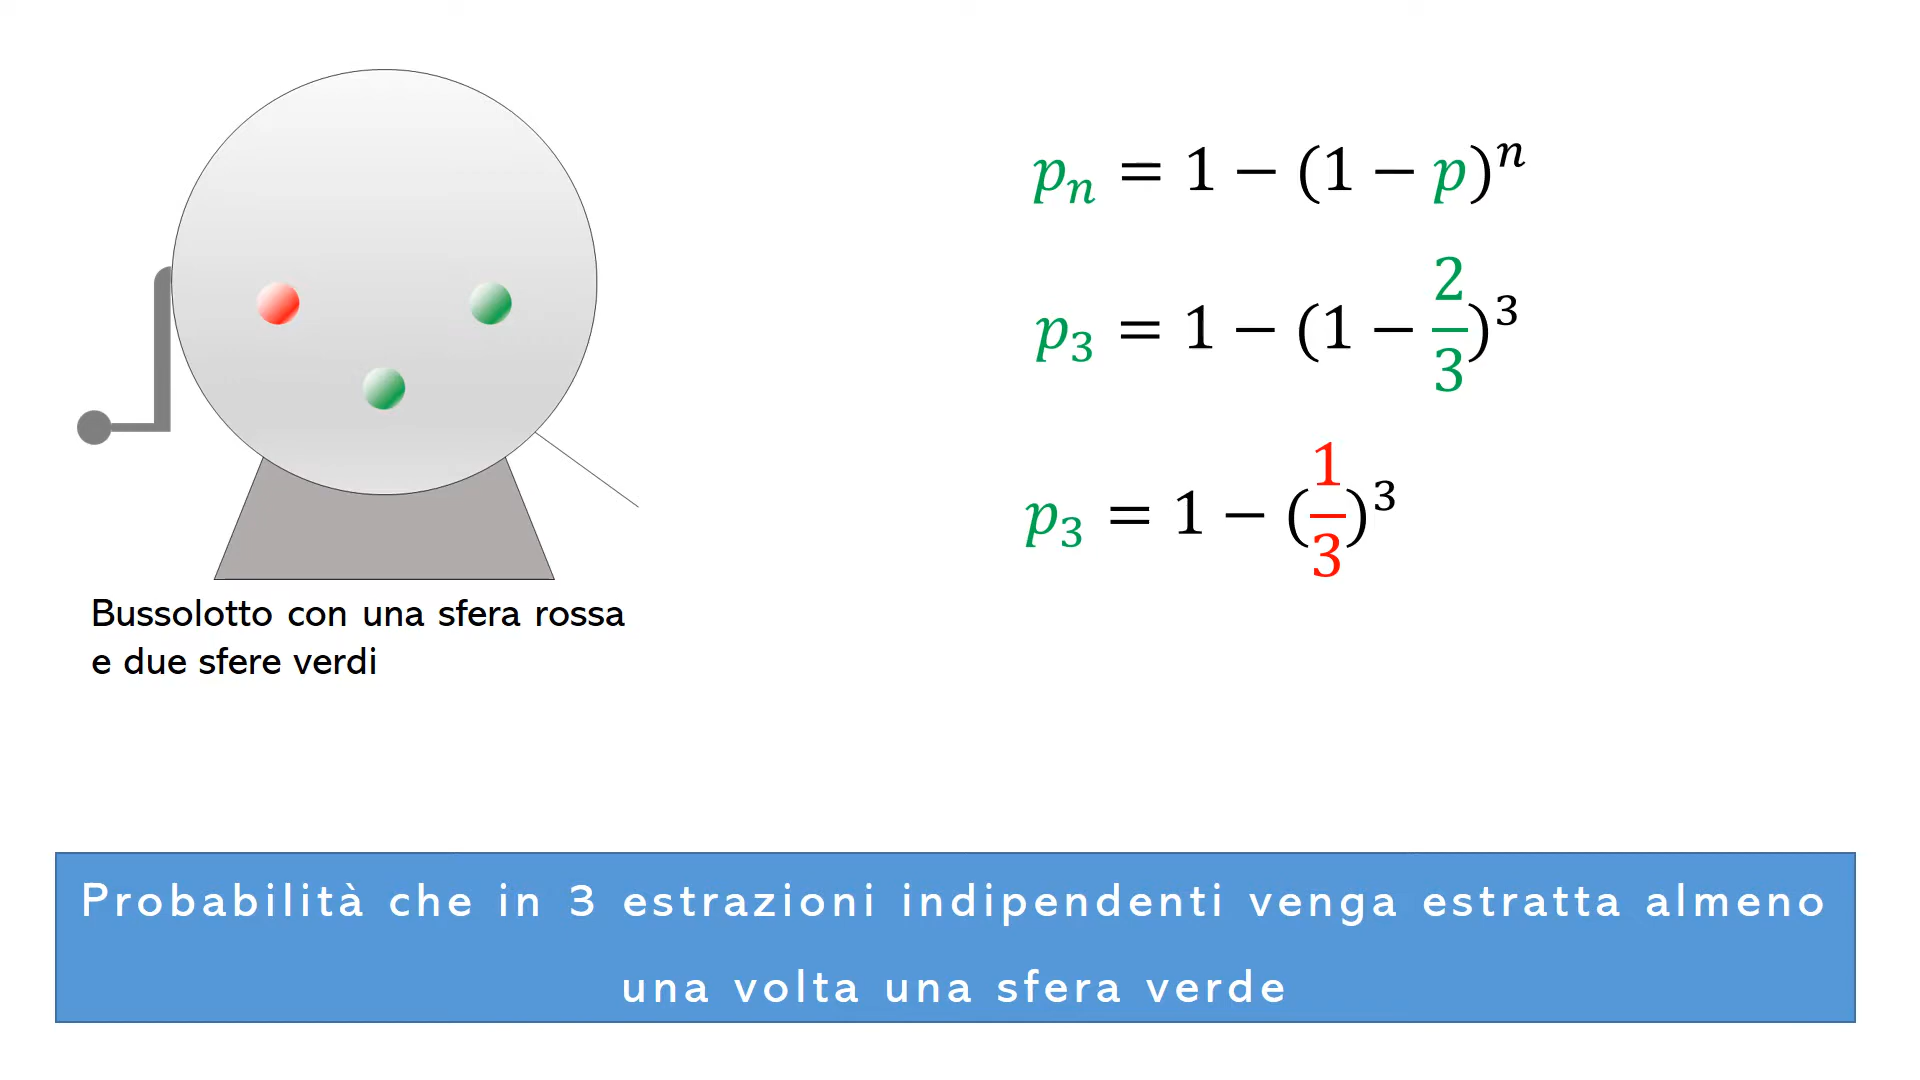 pₙ = 1 − (1 − p)ⁿ
p₃ = 1 − (1 − 2/3)³
p₃ = 1 − (1/3)³
Bussolotto con una sfera rossa
e due sfere verdi
Probabilità che in 3 estrazioni indipendenti venga estratta almeno
una volta una sfera verde